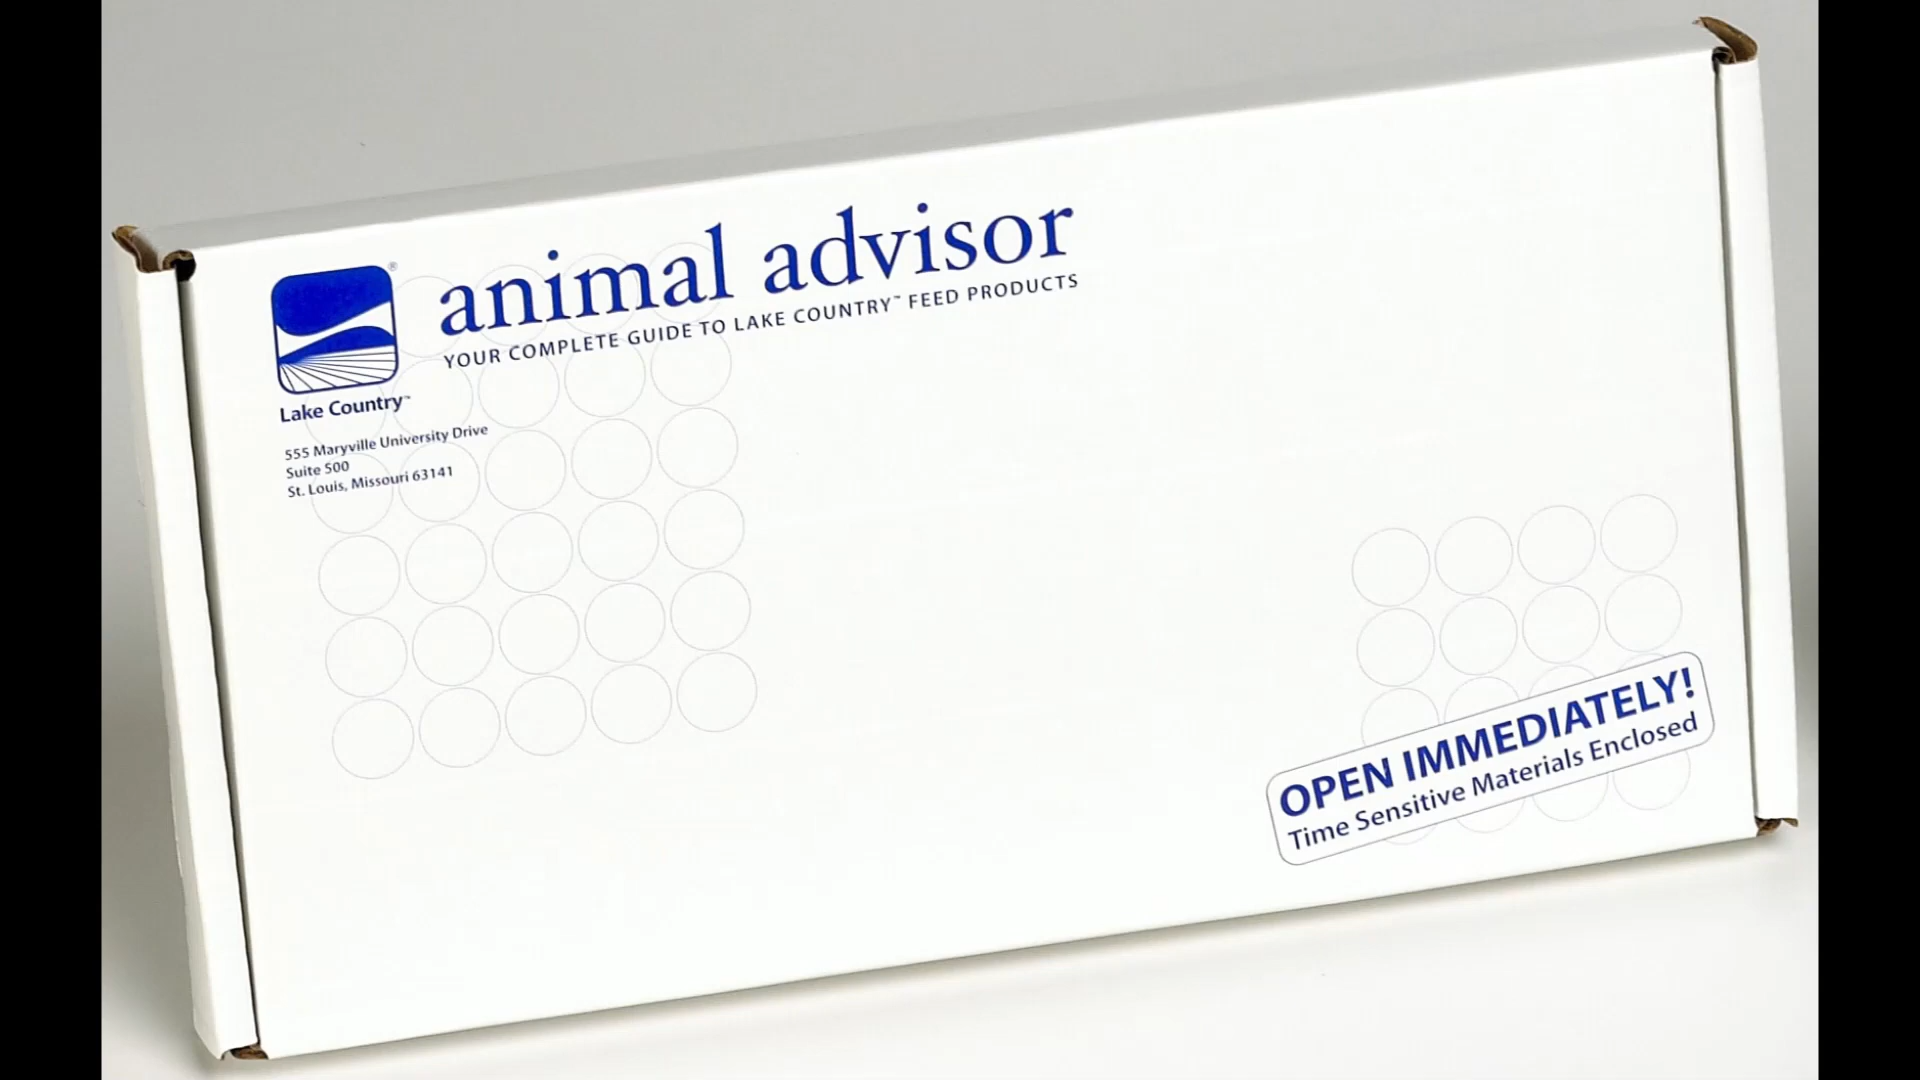 ®
animal advisor
YOUR COMPLETE GUIDE TO LAKE COUNTRY™ FEED PRODUCTS
Lake Country™
555 Maryville University Drive
Suite 500
St. Louis, Missouri 63141
OPEN IMMEDIATELY!
Time Sensitive Materials Enclosed